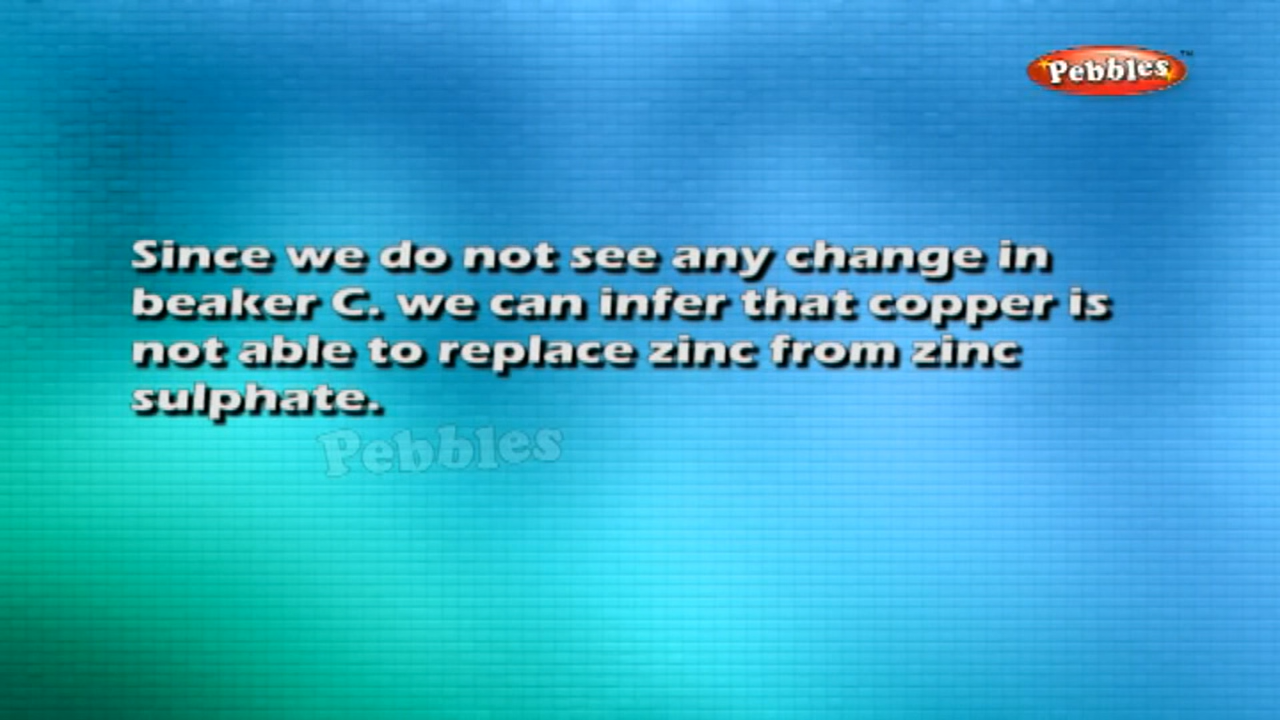 Pebbles™
Since we do not see any change in
beaker C. we can infer that copper is
not able to replace zinc from zinc
sulphate.
Pebbles